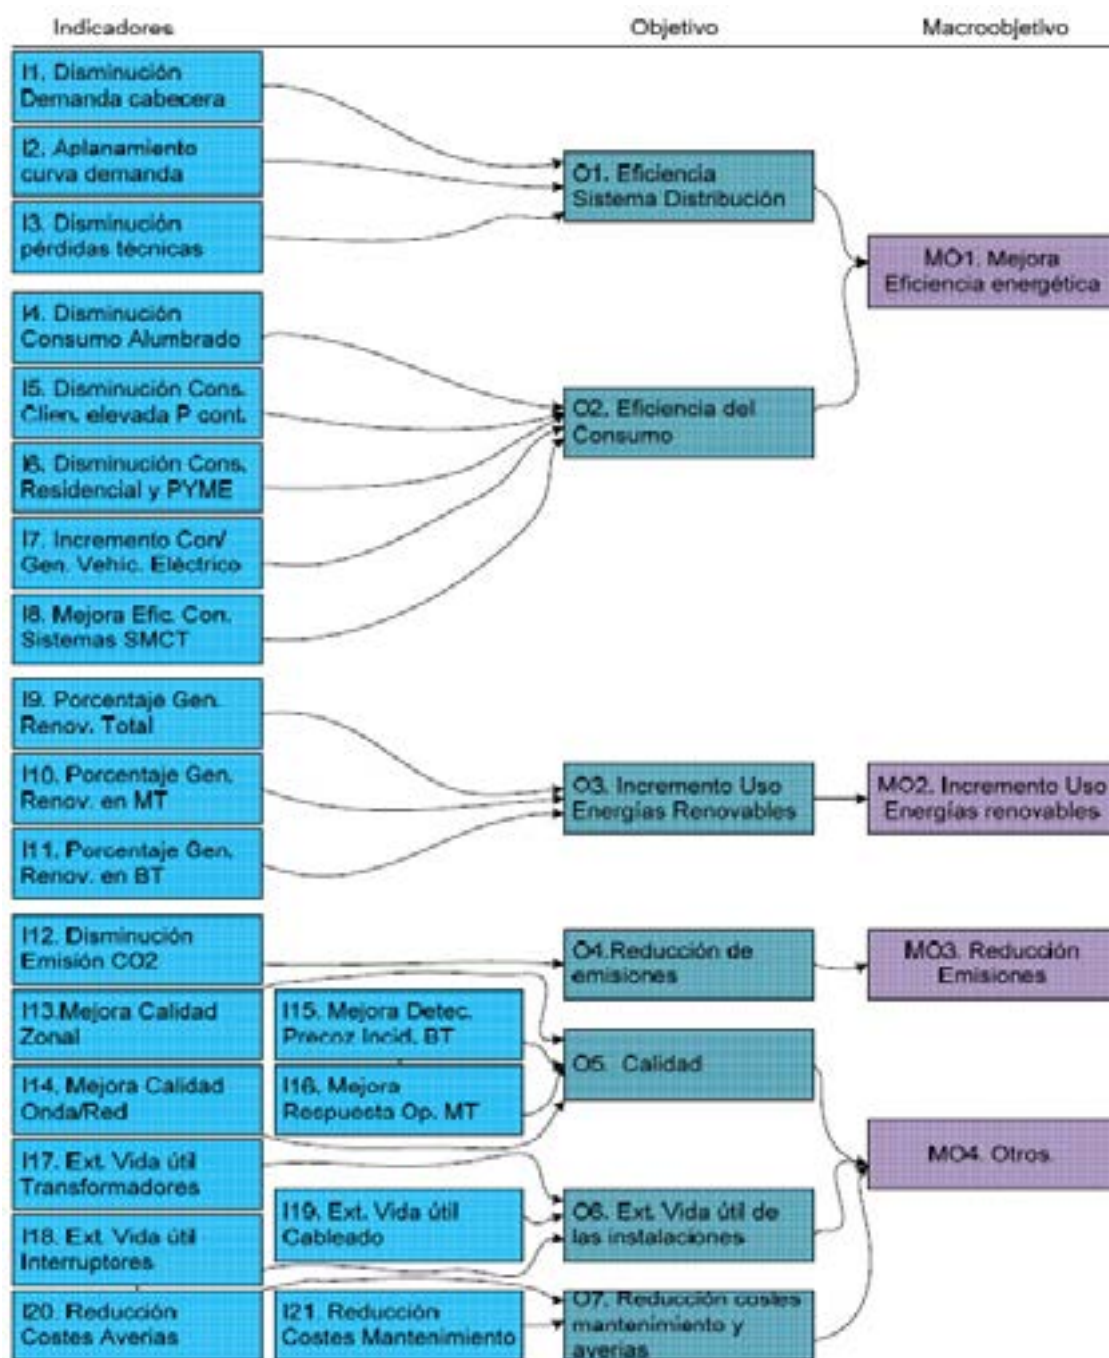 Indicadores
Objetivo
Macroobjetivo
I1. Disminución
Demanda cabecera
I2. Aplanamiento
curva demanda
I3. Disminución
pérdidas técnicas
O1. Eficiencia
Sistema Distribución
MO1. Mejora
Eficiencia energética
I4. Disminución
Consumo Alumbrado
I5. Disminución Cons.
Clien. elevada P cont.
I6. Disminución Cons.
Residencial y PYME
I7. Incremento Con/
Gen. Vehic. Eléctrico
I8. Mejora Efic. Con.
Sistemas SMCT
O2. Eficiencia del
Consumo
I9. Porcentaje Gen.
Renov. Total
I10. Porcentaje Gen.
Renov. en MT
I11. Porcentaje Gen.
Renov. en BT
O3. Incremento Uso
Energías Renovables
MO2. Incremento Uso
Energías renovables
I12. Disminución
Emisión CO2
O4.Reducción de
emisiones
MO3. Reducción
Emisiones
I13.Mejora Calidad
Zonal
I15. Mejora Detec.
Precoz Incid. BT
I14. Mejora Calidad
Onda/Red
I16. Mejora
Respuesta Op. MT
O5. Calidad
MO4. Otros.
I17. Ext. Vida útil
Transformadores
I18. Ext. Vida útil
Interruptores
I19. Ext. Vida útil
Cableado
O6. Ext. Vida útil de
las instalaciones
I20. Reducción
Costes Averias
I21. Reducción
Costes Mantenimiento
O7. Reducción costes
mantenimiento y
averias